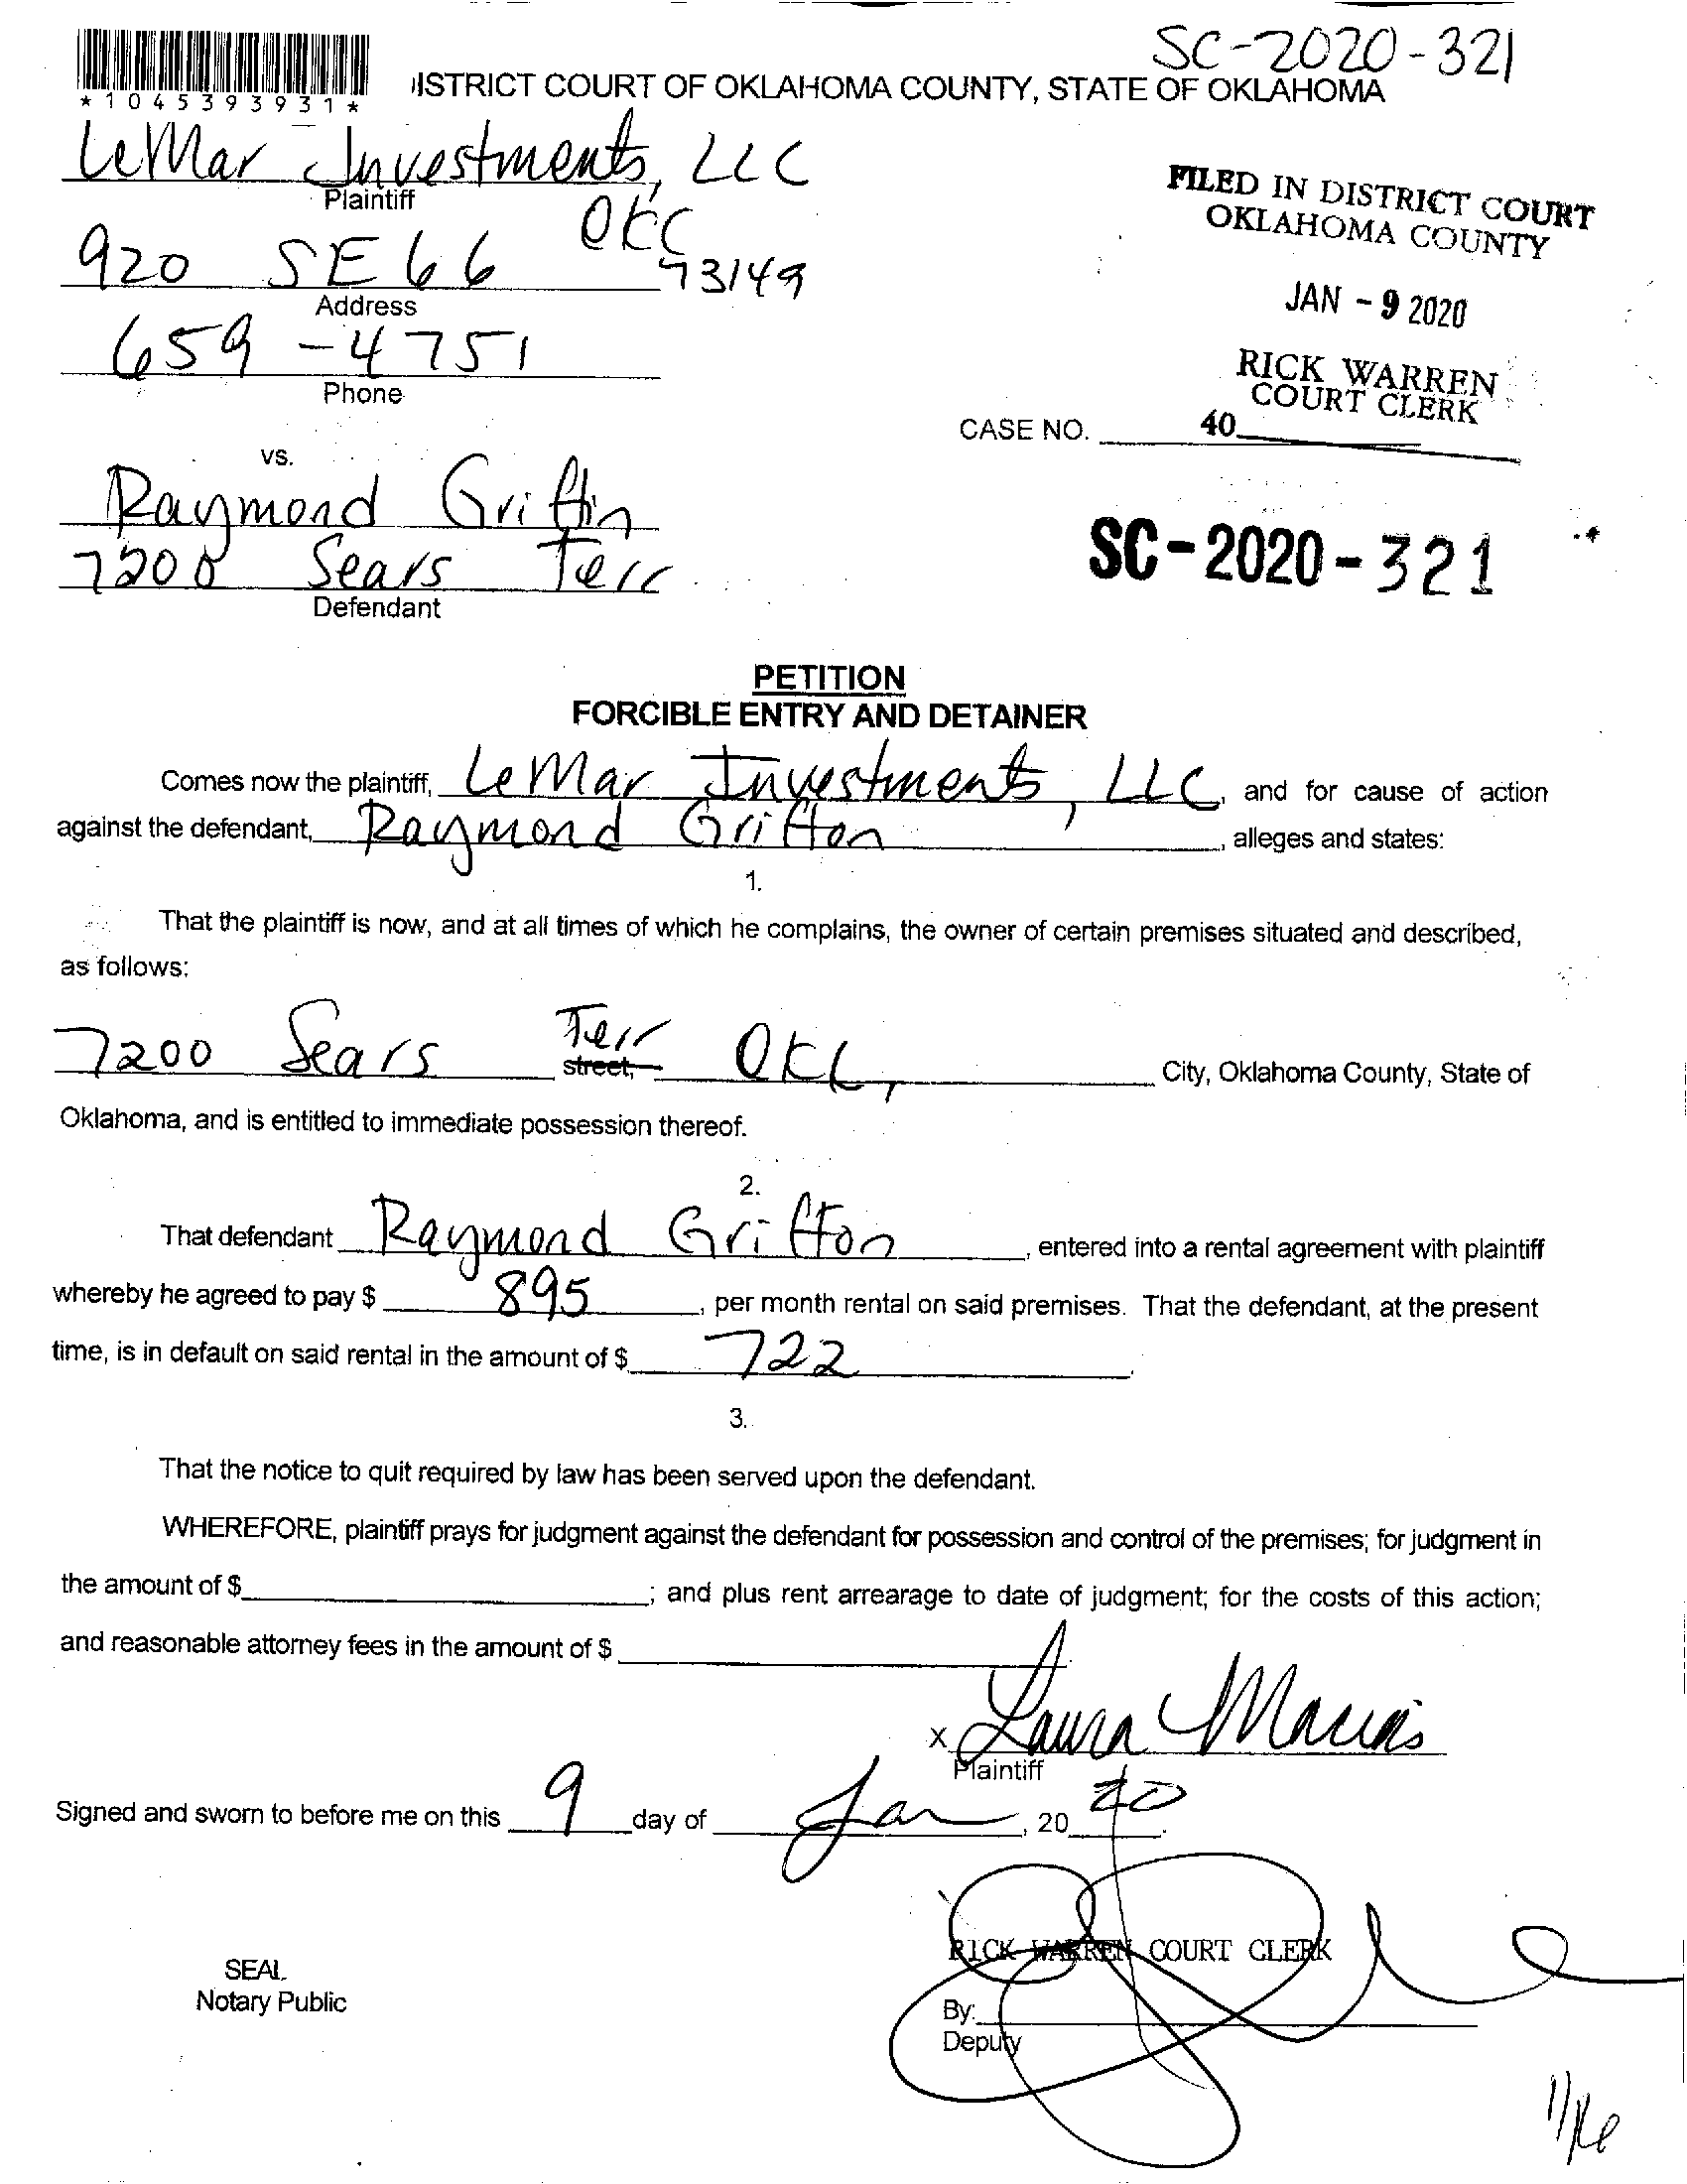 SC-2020-321
*1045393931*
ISTRICT COURT OF OKLAHOMA COUNTY, STATE OF OKLAHOMA
LeMar Investments, LLC
Plaintiff
FILED IN DISTRICT COURT
OKLAHOMA COUNTY
920 SE 66 OKC
73149
Address
JAN - 9 2020
659-4751
Phone
RICK WARREN
COURT CLERK
CASE NO. 40
vs.
Raymond Griffin
7200 Sears Terr
Defendant
SC-2020-321
PETITION
FORCIBLE ENTRY AND DETAINER
Comes now the plaintiff, LeMar Investments, LLC, and for cause of action
against the defendant, Raymond Griffon, alleges and states:
1.
That the plaintiff is now, and at all times of which he complains, the owner of certain premises situated and described,
as follows:
7200 Sears Terr street, OKC, City, Oklahoma County, State of
Oklahoma, and is entitled to immediate possession thereof.
2.
That defendant Raymond Griffon, entered into a rental agreement with plaintiff
whereby he agreed to pay $ 895, per month rental on said premises. That the defendant, at the present
time, is in default on said rental in the amount of $ 722.
3.
That the notice to quit required by law has been served upon the defendant.
WHEREFORE, plaintiff prays for judgment against the defendant for possession and control of the premises; for judgment in
the amount of $ ; and plus rent arrearage to date of judgment; for the costs of this action;
and reasonable attorney fees in the amount of $
x Laura Macias
Plaintiff
Signed and sworn to before me on this 9 day of Jan, 20 20.
RICK WARREN COURT CLERK
SEAL
Notary Public
By:
Deputy
1/16